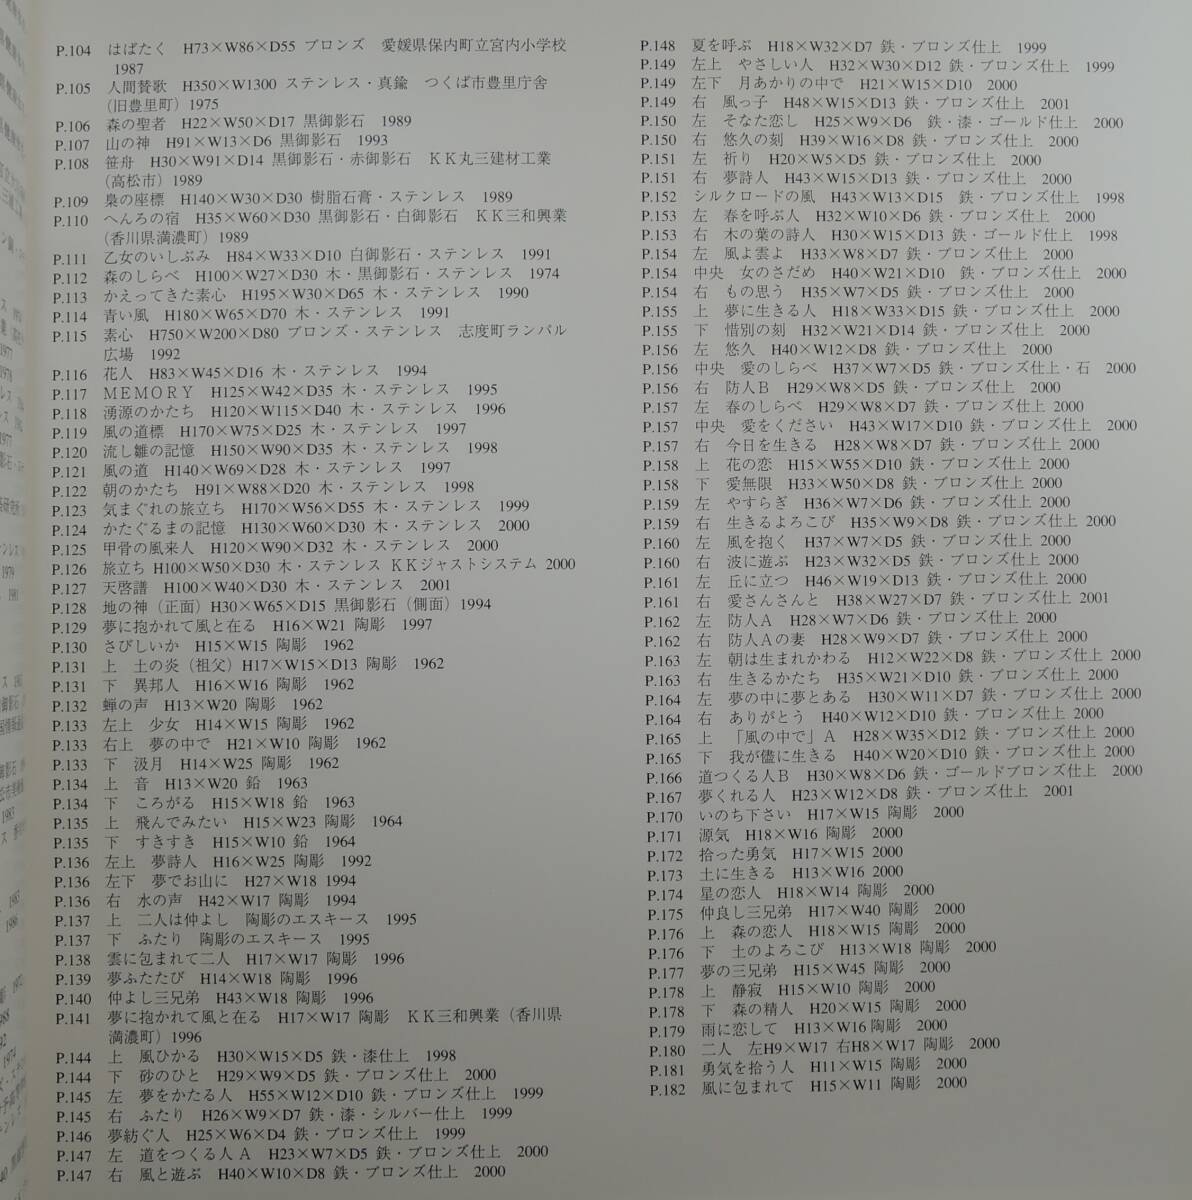 P.104 はばたく H73×W86×D55 ブロンズ 愛媛県保内町立宮内小学校
1987
P.105 人間賛歌 H350×W1300 ステンレス・真鍮 つくば市豊里庁舎
(旧豊里町) 1975
P.106 森の聖者 H22×W50×D17 黒御影石 1989
P.107 山の神 H91×W13×D6 黒御影石 1993
P.108 笹舟 H30×W91×D14 黒御影石・赤御影石 KK丸三建材工業
(高松市) 1989
P.109 梟の座標 H140×W30×D30 樹脂石膏・ステンレス 1989
P.110 へんろの宿 H35×W60×D30 黒御影石・白御影石 KK三和興業
(香川県満濃町) 1989
P.111 乙女のいしぶみ H84×W33×D10 白御影石・ステンレス 1991
P.112 森のしらべ H100×W27×D30 木・黒御影石・ステンレス 1974
P.113 かえってきた素心 H195×W30×D65 木・ステンレス 1990
P.114 青い風 H180×W65×D70 木・ステンレス 1991
P.115 素心 H750×W200×D80 ブロンズ・ステンレス 志度町ランパル
広場 1992
P.116 花人 H83×W45×D16 木・ステンレス 1994
P.117 MEMORY H125×W42×D35 木・ステンレス 1995
P.118 湧源のかたち H120×W115×D40 木・ステンレス 1996
P.119 風の道標 H170×W75×D25 木・ステンレス 1997
P.120 流し雛の記憶 H150×W90×D35 木・ステンレス 1998
P.121 風の道 H140×W69×D28 木・ステンレス 1997
P.122 朝のかたち H91×W88×D20 木・ステンレス 1998
P.123 気まぐれの旅立ち H170×W56×D55 木・ステンレス 1999
P.124 かたぐるまの記憶 H130×W60×D30 木・ステンレス 2000
P.125 甲骨の風来人 H120×W90×D32 木・ステンレス 2000
P.126 旅立ち H100×W50×D30 木・ステンレス KKジャストシステム 2000
P.127 天啓譜 H100×W40×D30 木・ステンレス 2001
P.128 地の神 (正面) H30×W65×D15 黒御影石 (側面) 1994
P.129 夢に抱かれて風と在る H16×W21 陶彫 1997
P.130 さびしいか H15×W15 陶彫 1962
P.131 上 土の炎 (祖父) H17×W15×D13 陶彫 1962
P.131 下 異邦人 H16×W16 陶彫 1962
P.132 蝉の声 H13×W20 陶彫 1962
P.133 左上 少女 H14×W15 陶彫 1962
P.133 右上 夢の中で H21×W10 陶彫 1962
P.133 下 汲月 H14×W25 陶彫 1962
P.134 上 音 H13×W20 鉛 1963
P.134 下 ころがる H15×W18 鉛 1963
P.135 上 飛んでみたい H15×W23 陶彫 1964
P.135 下 すきすき H15×W10 鉛 1964
P.136 左上 夢詩人 H16×W25 陶彫 1992
P.136 左下 夢でお山に H27×W18 1994
P.136 右 水の声 H42×W17 陶彫 1994
P.137 上 二人は仲よし 陶彫のエスキース 1995
P.137 下 ふたり 陶彫のエスキース 1995
P.138 雲に包まれて二人 H17×W17 陶彫 1996
P.139 夢ふたたび H14×W18 陶彫 1996
P.140 仲よし三兄弟 H43×W18 陶彫 1996
P.141 夢に抱かれて風と在る H17×W17 陶彫 KK三和興業 (香川県
満濃町) 1996
P.144 上 風ひかる H30×W15×D5 鉄・漆仕上 1998
P.144 下 砂のひと H29×W9×D5 鉄・ブロンズ仕上 2000
P.145 左 夢をかたる人 H55×W12×D10 鉄・ブロンズ仕上 1999
P.145 右 ふたり H26×W9×D7 鉄・漆・シルバー仕上 1999
P.146 夢紡ぐ人 H25×W6×D4 鉄・ブロンズ仕上 1999
P.147 左 道をつくる人A H23×W7×D5 鉄・ブロンズ仕上 2000
P.147 右 風と遊ぶ H40×W10×D8 鉄・ブロンズ仕上 2000
P.148 夏を呼ぶ H18×W32×D7 鉄・ブロンズ仕上 1999
P.149 左上 やさしい人 H32×W30×D12 鉄・ブロンズ仕上 1999
P.149 左下 月あかりの中で H21×W15×D10 2000
P.149 右 風っ子 H48×W15×D13 鉄・ブロンズ仕上 2001
P.150 左 そなた恋し H25×W9×D6 鉄・漆・ゴールド仕上 2000
P.150 右 悠久の刻 H39×W16×D8 鉄・ブロンズ仕上 2000
P.151 左 祈り H20×W5×D5 鉄・ブロンズ仕上 2000
P.151 右 夢詩人 H43×W15×D13 鉄・ブロンズ仕上 2000
P.152 シルクロードの風 H43×W13×D15 鉄・ブロンズ仕上 1998
P.153 左 春を呼ぶ人 H32×W10×D6 鉄・ブロンズ仕上 2000
P.153 右 木の葉の詩人 H30×W15×D13 鉄・ゴールド仕上 1998
P.154 左 風よ雲よ H33×W8×D7 鉄・ブロンズ仕上 2000
P.154 中央 女のさだめ H40×W21×D10 鉄・ブロンズ仕上 2000
P.154 右 もの思う H35×W7×D5 鉄・ブロンズ仕上 2000
P.155 上 夢に生きる人 H18×W33×D15 鉄・ブロンズ仕上 2000
P.155 下 惜別の刻 H32×W21×D14 鉄・ブロンズ仕上 2000
P.156 左 悠久 H40×W12×D8 鉄・ブロンズ仕上 2000
P.156 中央 愛のしらべ H37×W7×D5 鉄・ブロンズ仕上・石 2000
P.156 右 防人B H29×W8×D5 鉄・ブロンズ仕上 2000
P.157 左 春のしらべ H29×W8×D7 鉄・ブロンズ仕上 2000
P.157 中央 愛をください H43×W17×D10 鉄・ブロンズ仕上 2000
P.157 右 今日を生きる H28×W8×D7 鉄・ブロンズ仕上 2000
P.158 上 花の恋 H15×W55×D10 鉄・ブロンズ仕上 2000
P.158 下 愛無限 H33×W50×D8 鉄・ブロンズ仕上 2000
P.159 左 やすらぎ H36×W7×D6 鉄・ブロンズ仕上 2000
P.159 右 生きるよろこび H35×W9×D8 鉄・ブロンズ仕上 2000
P.160 左 風を抱く H37×W7×D5 鉄・ブロンズ仕上 2000
P.160 右 波に遊ぶ H23×W32×D5 鉄・ブロンズ仕上 2000
P.161 左 丘に立つ H46×W19×D13 鉄・ブロンズ仕上 2000
P.161 右 愛さんさんと H38×W27×D7 鉄・ブロンズ仕上 2001
P.162 左 防人A H28×W7×D6 鉄・ブロンズ仕上 2000
P.162 右 防人Aの妻 H28×W9×D7 鉄・ブロンズ仕上 2000
P.163 左 朝は生まれかわる H12×W22×D8 鉄・ブロンズ仕上 2000
P.163 右 生きるかたち H35×W21×D10 鉄・ブロンズ仕上 2000
P.164 左 夢の中に夢とある H30×W11×D7 鉄・ブロンズ仕上 2000
P.164 右 ありがとう H40×W12×D10 鉄・ブロンズ仕上 2000
P.165 上 「風の中で」A H28×W35×D12 鉄・ブロンズ仕上 2000
P.165 下 我が儘に生きる H40×W20×D10 鉄・ブロンズ仕上 2000
P.166 道つくる人B H30×W8×D6 鉄・ゴールドブロンズ仕上 2000
P.167 夢くれる人 H23×W12×D8 鉄・ブロンズ仕上 2001
P.170 いのち下さい H17×W15 陶彫 2000
P.171 源気 H18×W16 陶彫 2000
P.172 拾った勇気 H17×W15 2000
P.173 土に生きる H13×W16 2000
P.174 星の恋人 H18×W14 陶彫 2000
P.175 仲良し三兄弟 H17×W40 陶彫 2000
P.176 上 森の恋人 H18×W15 陶彫 2000
P.176 下 土のよろこび H13×W18 陶彫 2000
P.177 夢の三兄弟 H15×W45 陶彫 2000
P.178 上 静寂 H15×W10 陶彫 2000
P.178 下 森の精人 H20×W15 陶彫 2000
P.179 雨に恋して H13×W16陶彫 2000
P.180 二人 左H9×W17 右H8×W17 陶彫 2000
P.181 勇気を拾う人 H11×W15 陶彫 2000
P.182 風に包まれて H15×W11 陶彫 2000